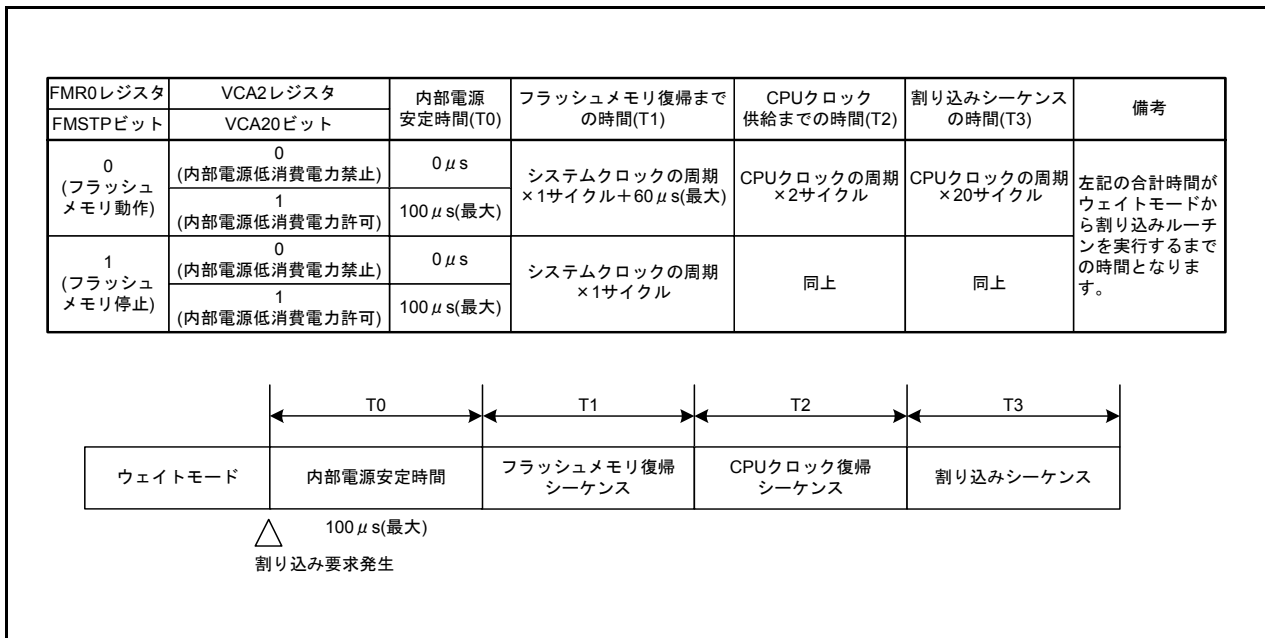 FMR0レジスタ
FMSTPビット
VCA2レジスタ
VCA20ビット
内部電源
安定時間(T0)
フラッシュメモリ復帰まで
の時間(T1)
CPUクロック
供給までの時間(T2)
割り込みシーケンス
の時間(T3)
備考
0
(フラッシュ
メモリ動作)
0
(内部電源低消費電力禁止)
0μs
1
(内部電源低消費電力許可)
100μs(最大)
システムクロックの周期
×1サイクル+60μs(最大)
CPUクロックの周期
×2サイクル
CPUクロックの周期
×20サイクル
左記の合計時間が
ウェイトモードか
ら割り込みルーチ
ンを実行するまで
の時間となりま
す。
1
(フラッシュ
メモリ停止)
0
(内部電源低消費電力禁止)
0μs
1
(内部電源低消費電力許可)
100μs(最大)
システムクロックの周期
×1サイクル
同上
同上
T0
T1
T2
T3
ウェイトモード
内部電源安定時間
フラッシュメモリ復帰
シーケンス
CPUクロック復帰
シーケンス
割り込みシーケンス
100μs(最大)
割り込み要求発生